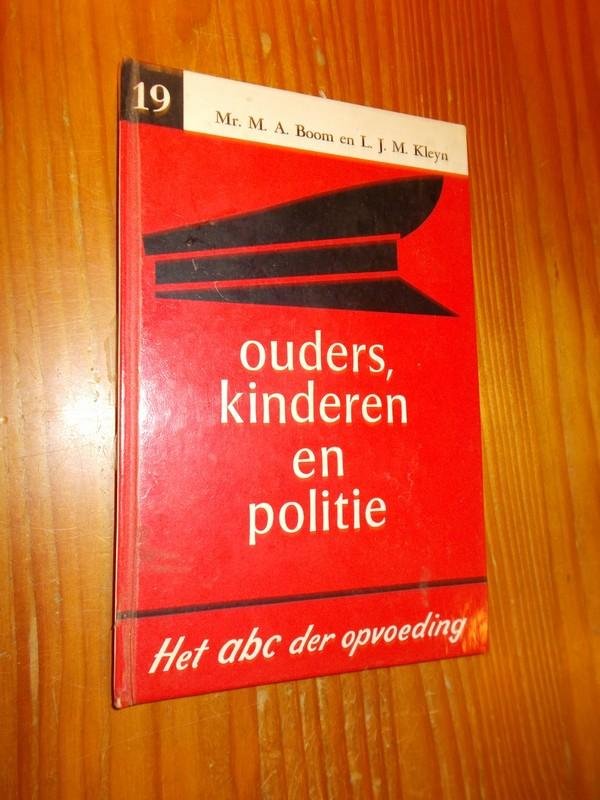 19
Mr. M. A. Boom en L. J. M. Kleyn
ouders,
kinderen
en
politie
Het abc der opvoeding